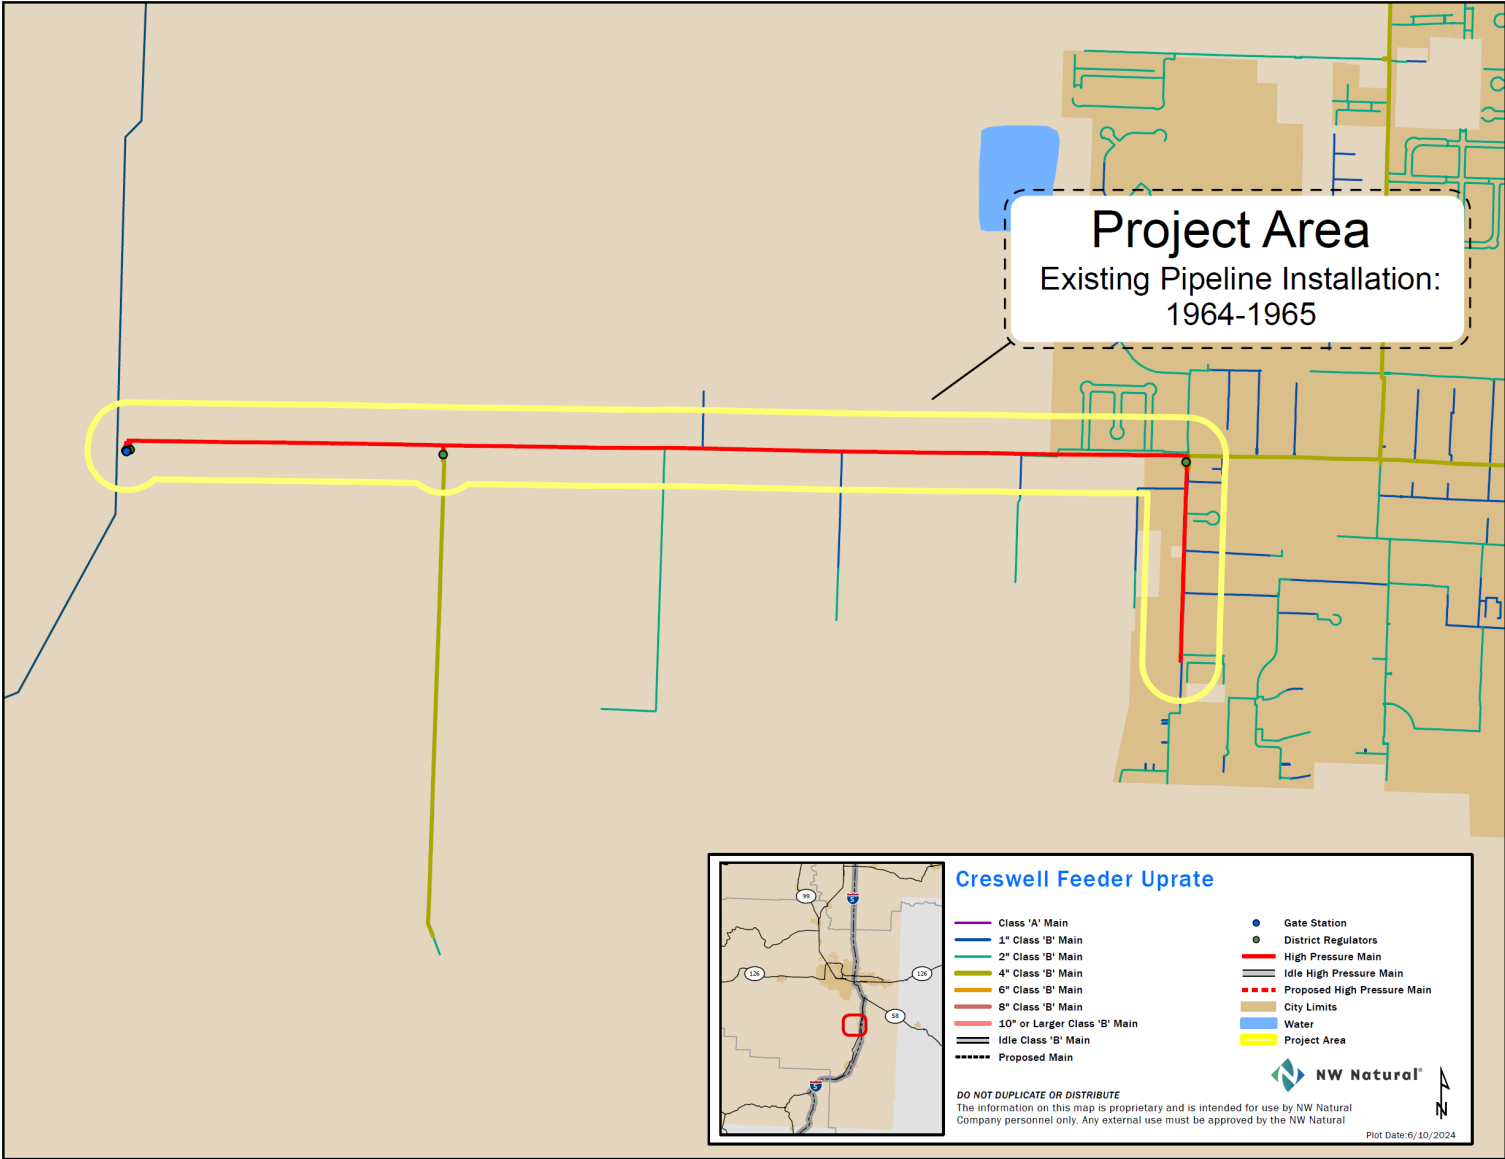 Project Area
Existing Pipeline Installation:
1964-1965
Creswell Feeder Uprate
99
5
126
126
58
5
Class 'A' Main
1" Class 'B' Main
2" Class 'B' Main
4" Class 'B' Main
6" Class 'B' Main
8" Class 'B' Main
10" or Larger Class 'B' Main
Idle Class 'B' Main
Proposed Main
Gate Station
District Regulators
High Pressure Main
Idle High Pressure Main
Proposed High Pressure Main
City Limits
Water
Project Area
NW Natural®
N
DO NOT DUPLICATE OR DISTRIBUTE
The information on this map is proprietary and is intended for use by NW Natural
Company personnel only. Any external use must be approved by the NW Natural
Plot Date:6/10/2024